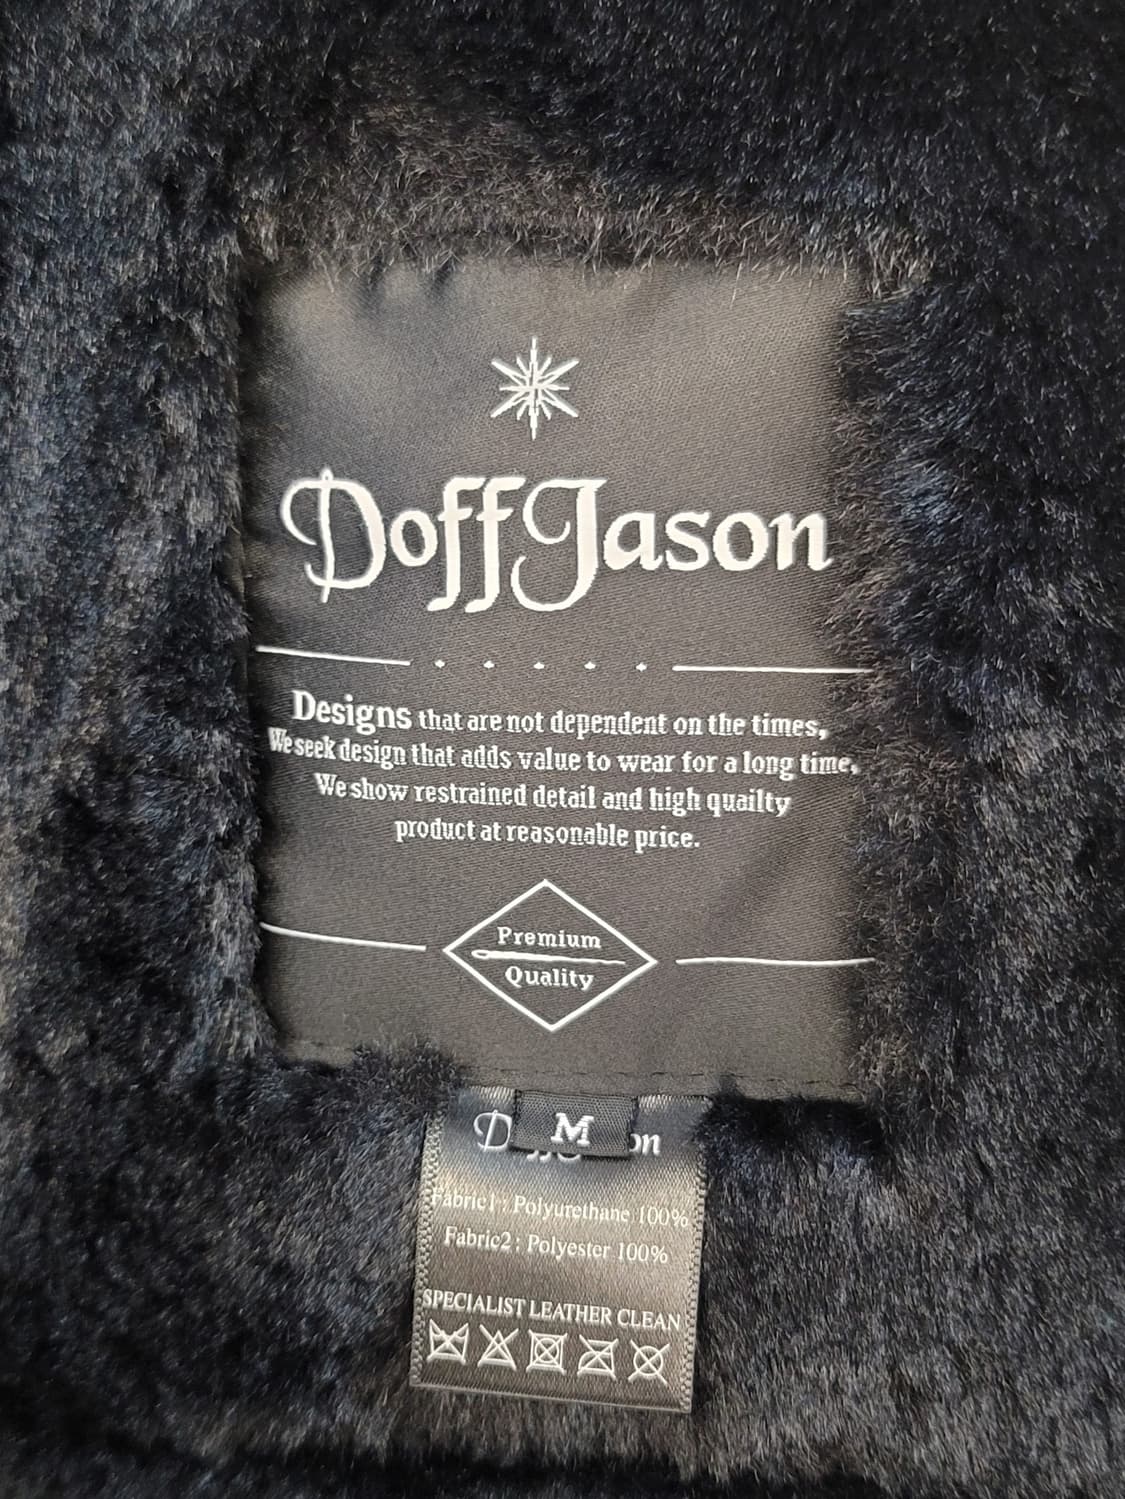 DoffJason
Designs that are not dependent on the times,
We seek design that adds value to wear for a long time,
We show restrained detail and high quailty
product at reasonable price.
Premium
Quality
M
Fabric1 : Polyurethane 100%
Fabric2 : Polyester 100%
SPECIALIST LEATHER CLEAN